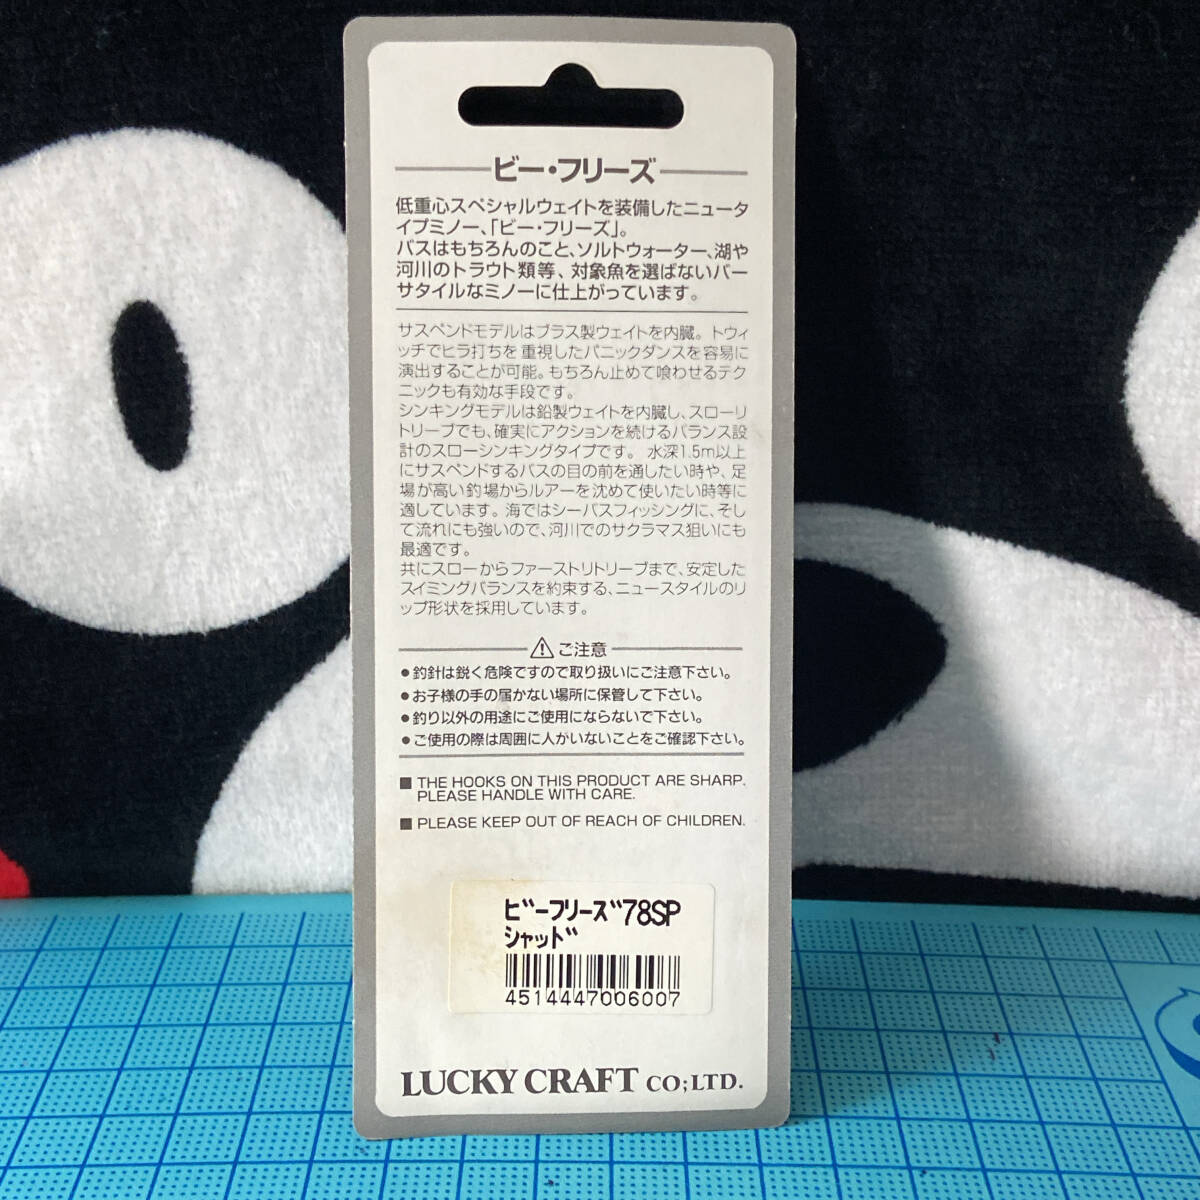 ビー・フリーズ
低重心スペシャルウェイトを装備したニュータ
イプミノー、「ビー・フリーズ」。
バスはもちろんのこと、ソルトウォーター、湖や
河川のトラウト類等、対象魚を選ばないバー
サタイルなミノーに仕上がっています。
サスペンドモデルはブラス製ウェイトを内臓。トウィ
ッチでヒラ打ちを重視したパニックダンスを容易に
演出することが可能。もちろん止めて喰わせるテク
ニックも有効な手段です。
シンキングモデルは鉛製ウェイトを内臓し、スローリ
トリーブでも、確実にアクションを続けるバランス設
計のスローシンキングタイプです。 水深1.5m以上
にサスペンドするバスの目の前を通したい時や、足
場が高い釣場からルアーを沈めて使いたい時等に
適しています。海ではシーバスフィッシングに、そし
て流れにも強いので、河川でのサクラマス狙いにも
最適です。
共にスローからファーストリトリーブまで、安定した
スイミングバランスを約束する、ニュースタイルのリ
ップ形状を採用しています。
⚠ ご注意
●釣針は鋭く危険ですので取り扱いにご注意下さい。
●お子様の手の届かない場所に保管して下さい。
●釣り以外の用途にご使用にならないで下さい。
●ご使用の際は周囲に人がいないことをご確認下さい。
■ THE HOOKS ON THIS PRODUCT ARE SHARP.
PLEASE HANDLE WITH CARE.
■ PLEASE KEEP OUT OF REACH OF CHILDREN.
ﾋﾞｰﾌﾘｰｽﾞ78SP
ｼｬｯﾄﾞ
4514447006007
LUCKY CRAFT CO;LTD.